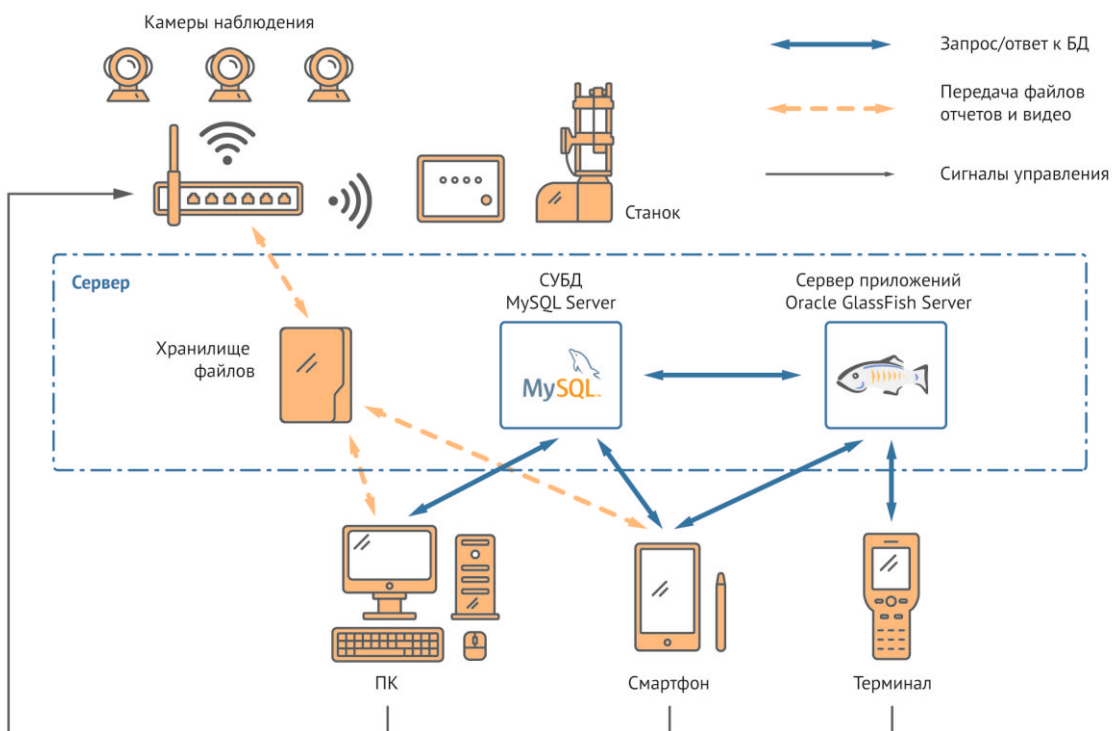 Камеры наблюдения
Запрос/ответ к БД
Передача файлов
отчетов и видео
Сигналы управления
Станок
Сервер
СУБД
MySQL Server
Сервер приложений
Oracle GlassFish Server
Хранилище
файлов
MySQL
ПК
Смартфон
Терминал